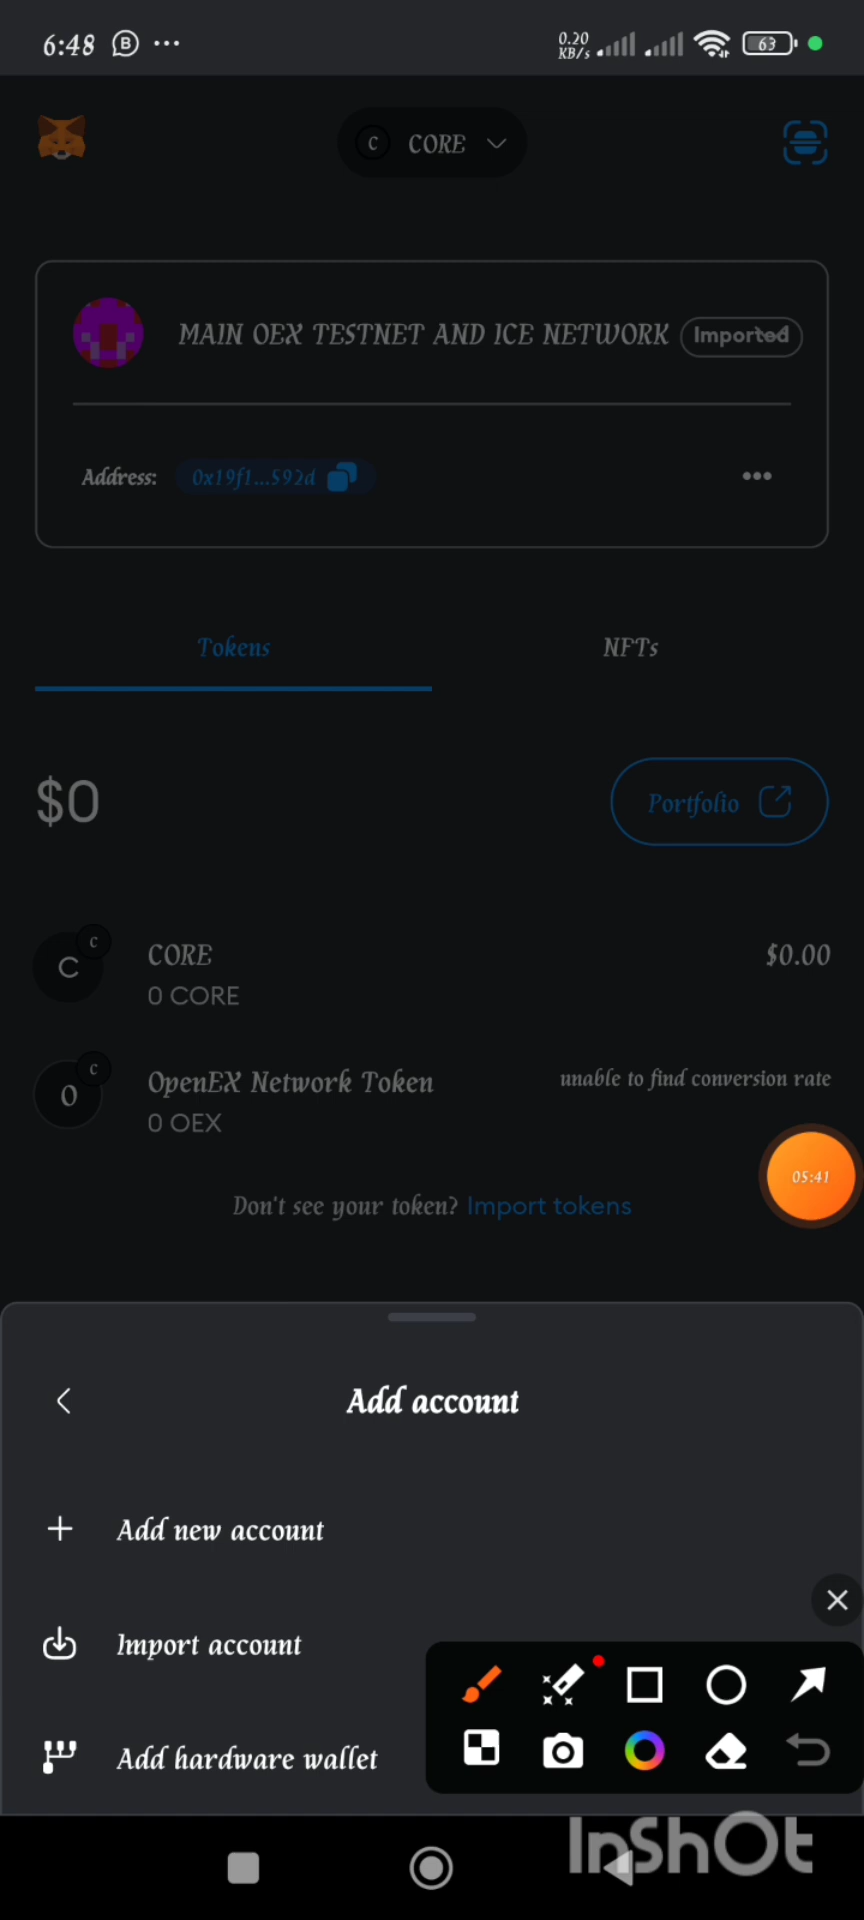 6:48 B ... 0.20 KB/s 63
C CORE
MAIN OEX TESTNET AND ICE NETWORK Imported
Address: 0x19f1...592d
Tokens NFTs
$0 Portfolio
C C CORE $0.00
0 CORE
O C OpenEX Network Token unable to find conversion rate
0 OEX
05:41
Don't see your token? Import tokens
Add account
Add new account
Import account
Add hardware wallet
InShOt